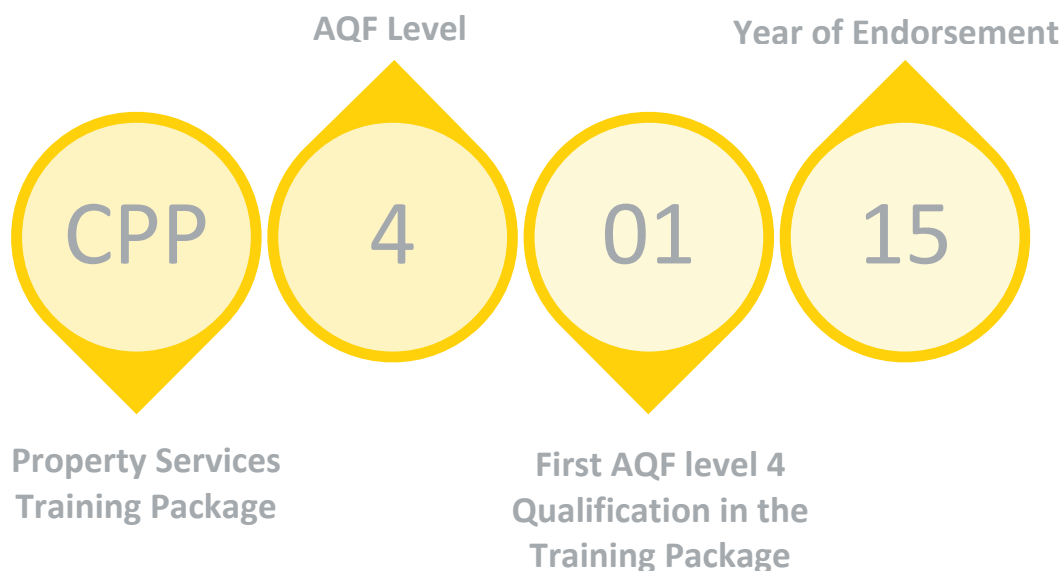 AQF Level
Year of Endorsement
CPP
4
01
15
Property Services
Training Package
First AQF level 4
Qualification in the
Training Package